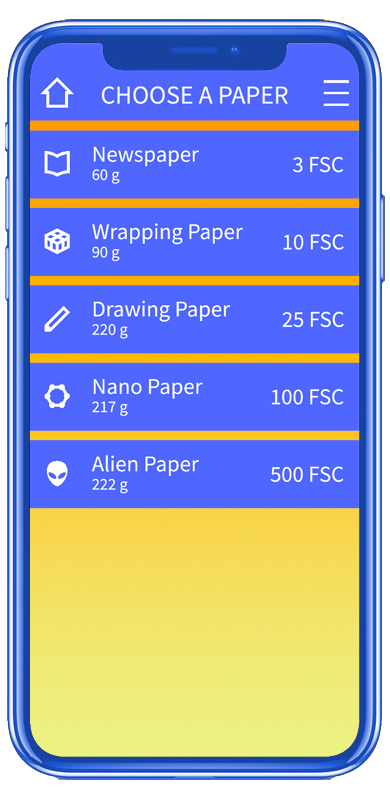 CHOOSE A PAPER
Newspaper
60 g
3 FSC
Wrapping Paper
90 g
10 FSC
Drawing Paper
220 g
25 FSC
Nano Paper
217 g
100 FSC
Alien Paper
222 g
500 FSC